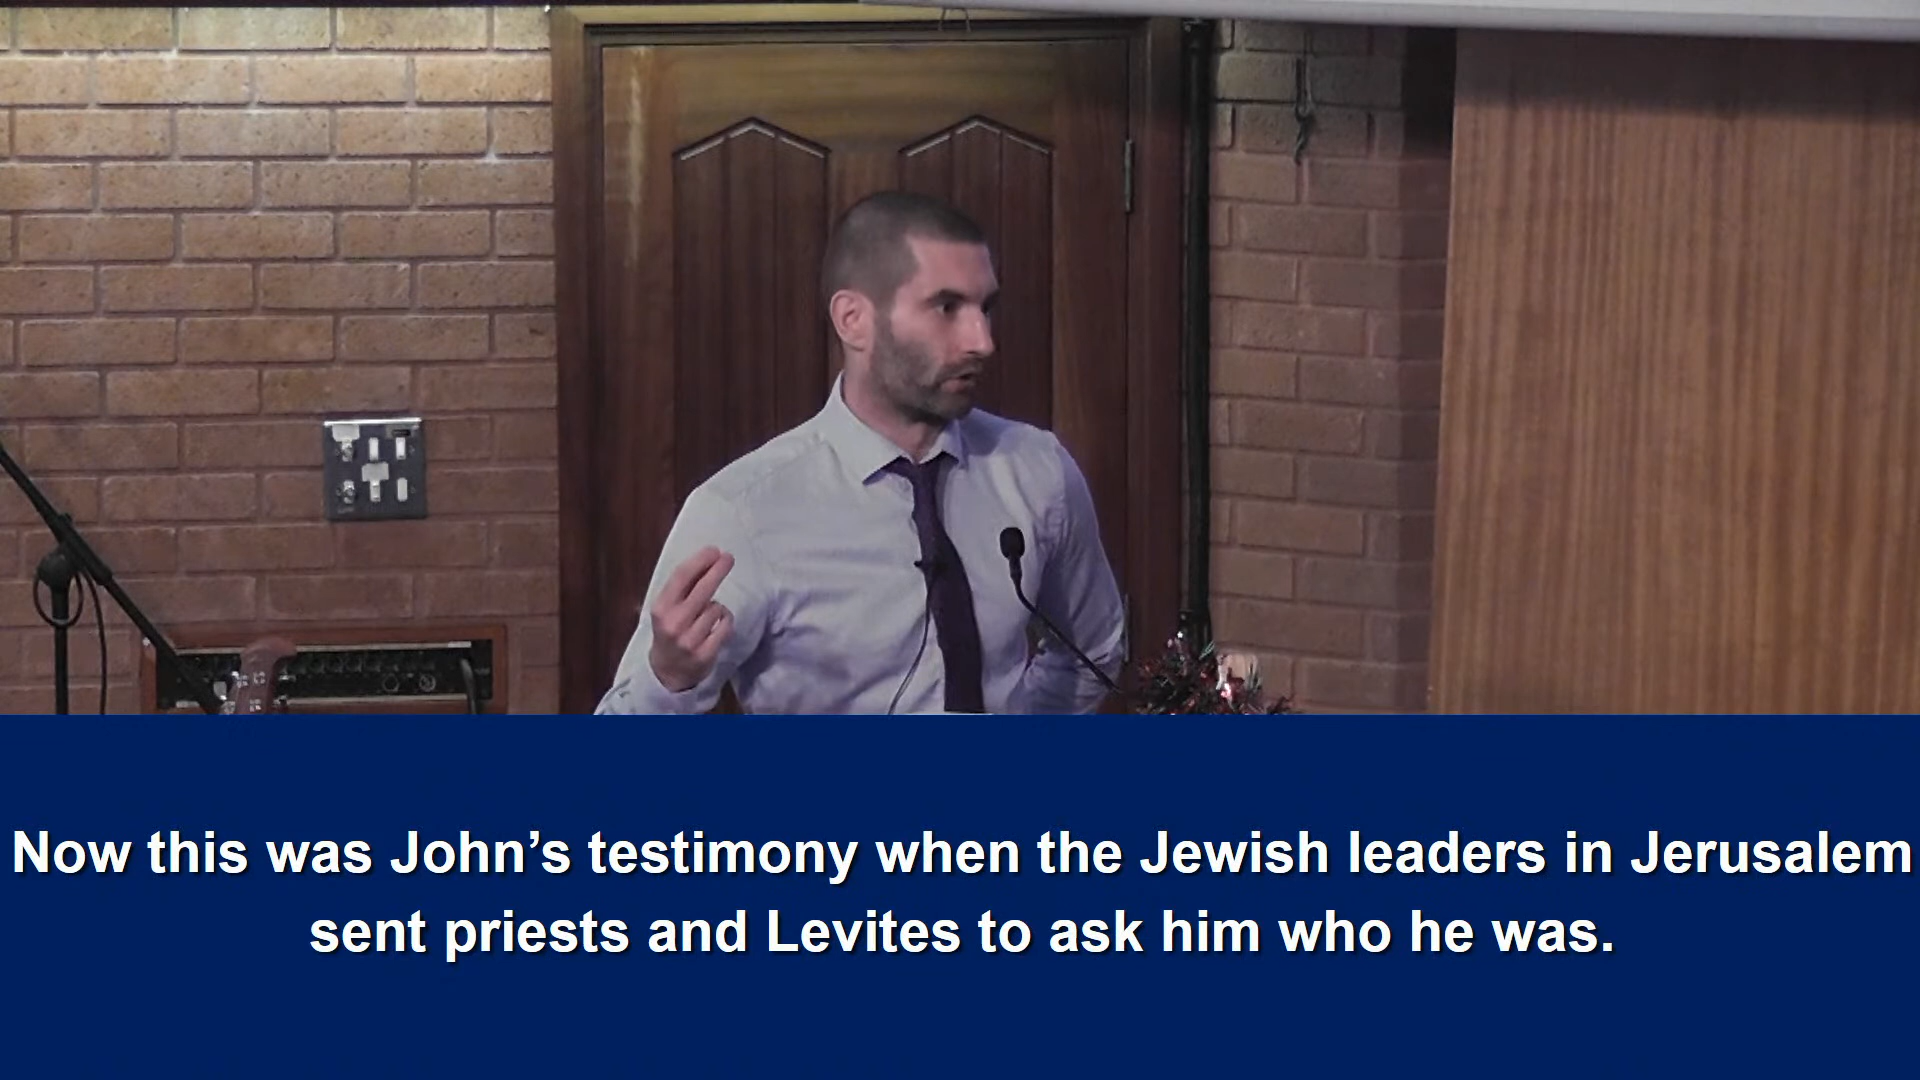 Now this was John’s testimony when the Jewish leaders in Jerusalem
sent priests and Levites to ask him who he was.